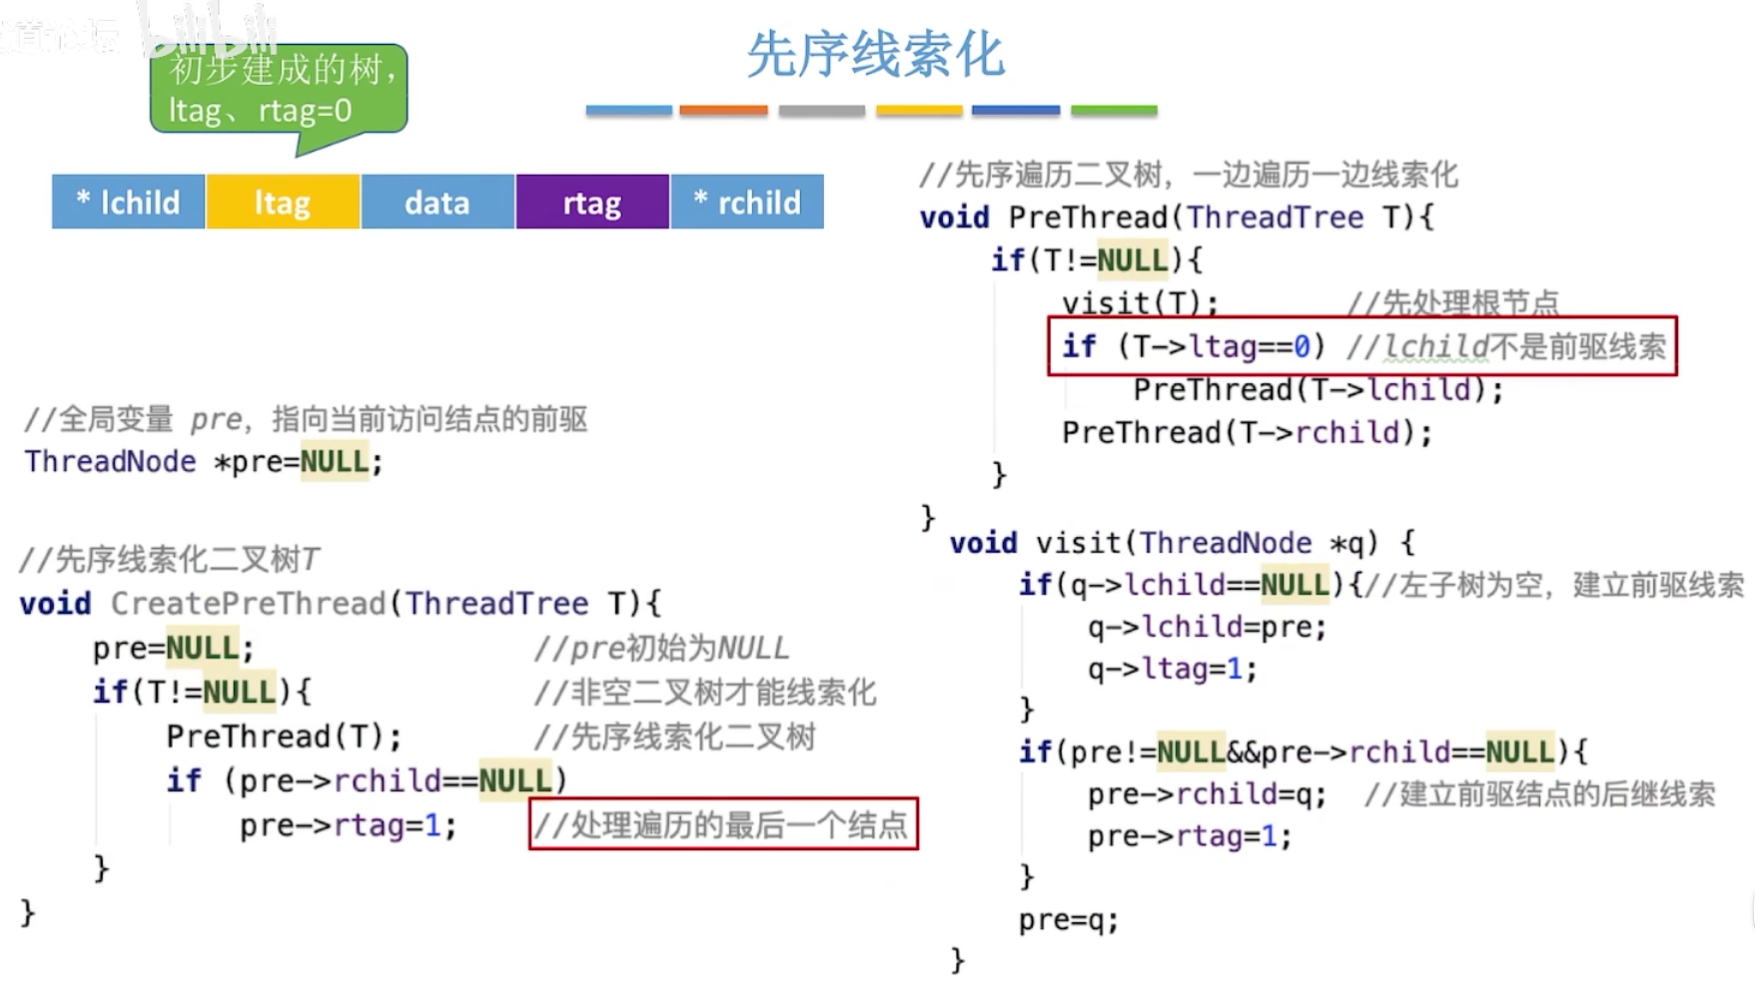 先序线索化
初步建成的树，
ltag、rtag=0
* lchild ltag data rtag * rchild
//全局变量 pre，指向当前访问结点的前驱
ThreadNode *pre=NULL;
//先序线索化二叉树T
void CreatePreThread(ThreadTree T){
pre=NULL; //pre初始为NULL
if(T!=NULL){ //非空二叉树才能线索化
PreThread(T); //先序线索化二叉树
if (pre->rchild==NULL)
pre->rtag=1; //处理遍历的最后一个结点
}
}
//先序遍历二叉树，一边遍历一边线索化
void PreThread(ThreadTree T){
if(T!=NULL){
visit(T); //先处理根节点
if (T->ltag==0) //lchild不是前驱线索
PreThread(T->lchild);
PreThread(T->rchild);
}
}
void visit(ThreadNode *q) {
if(q->lchild==NULL){//左子树为空，建立前驱线索
q->lchild=pre;
q->ltag=1;
}
if(pre!=NULL&&pre->rchild==NULL){
pre->rchild=q; //建立前驱结点的后继线索
pre->rtag=1;
}
pre=q;
}
bilibili